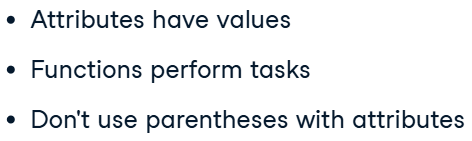 • Attributes have values
• Functions perform tasks
• Don't use parentheses with attributes